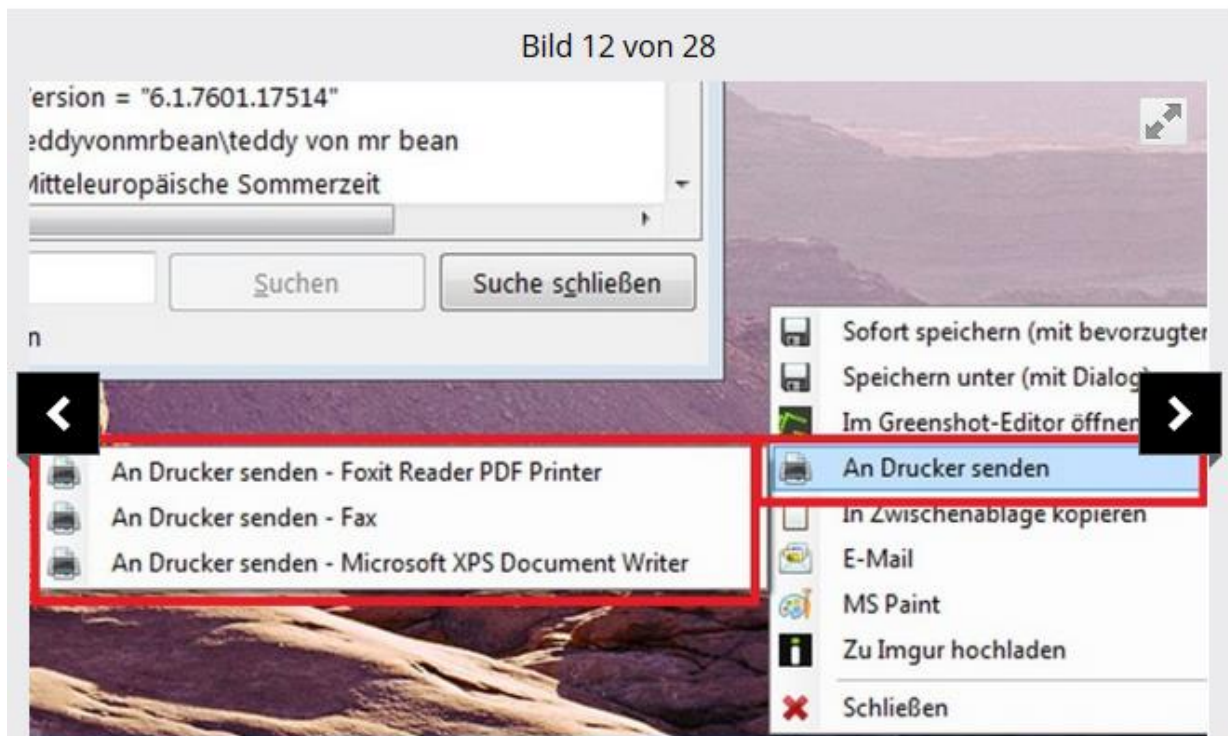 Bild 12 von 28
ersion = "6.1.7601.17514"
eddyvonmrbean\teddy von mr bean
Mitteleuropäische Sommerzeit
Suchen
Suche schließen
n
Sofort speichern (mit bevorzugter
Speichern unter (mit Dialog)
Im Greenshot-Editor öffnen
An Drucker senden
An Drucker senden - Foxit Reader PDF Printer
An Drucker senden - Fax
An Drucker senden - Microsoft XPS Document Writer
In Zwischenablage kopieren
E-Mail
MS Paint
Zu Imgur hochladen
Schließen